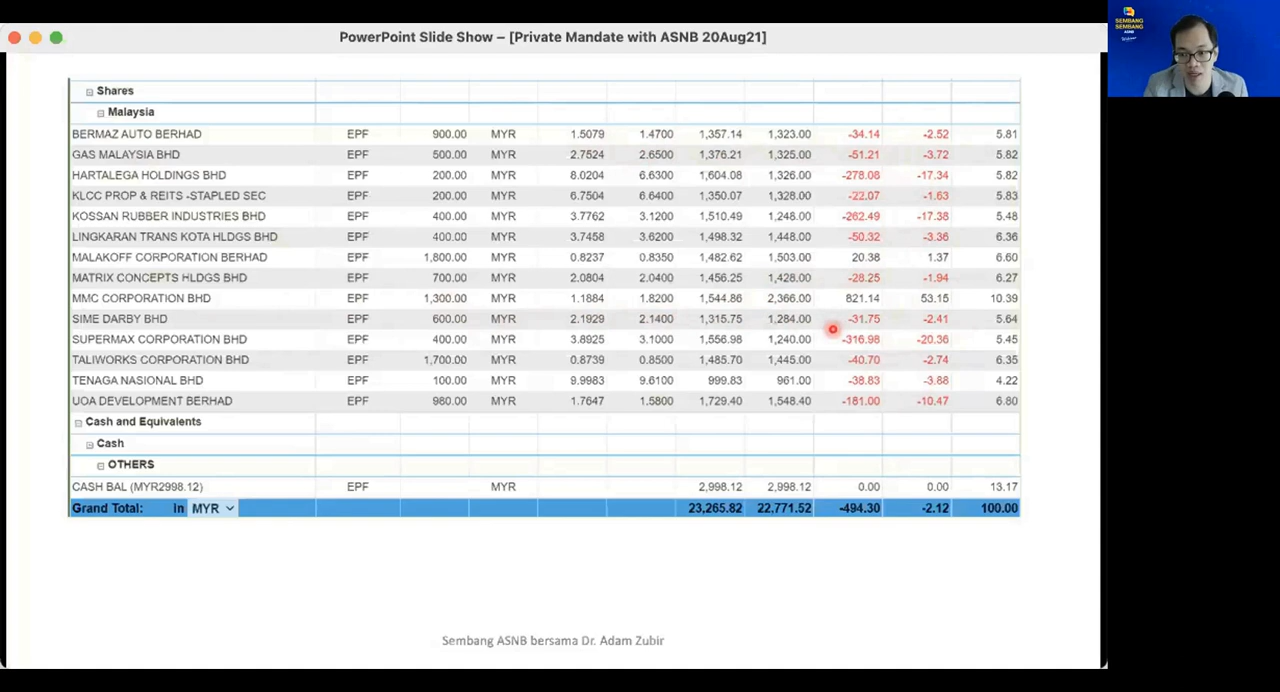 PowerPoint Slide Show – [Private Mandate with ASNB 20Aug21]
SEMBANG
SEMBANG
ASNB
Shares
Malaysia
BERMAZ AUTO BERHAD EPF 900.00 MYR 1.5079 1.4700 1,357.14 1,323.00 -34.14 -2.52 5.81
GAS MALAYSIA BHD EPF 500.00 MYR 2.7524 2.6500 1,376.21 1,325.00 -51.21 -3.72 5.82
HARTALEGA HOLDINGS BHD EPF 200.00 MYR 8.0204 6.6300 1,604.08 1,326.00 -278.08 -17.34 5.82
KLCC PROP & REITS -STAPLED SEC EPF 200.00 MYR 6.7504 6.6400 1,350.07 1,328.00 -22.07 -1.63 5.83
KOSSAN RUBBER INDUSTRIES BHD EPF 400.00 MYR 3.7762 3.1200 1,510.49 1,248.00 -262.49 -17.38 5.48
LINGKARAN TRANS KOTA HLDGS BHD EPF 400.00 MYR 3.7458 3.6200 1,498.32 1,448.00 -50.32 -3.36 6.36
MALAKOFF CORPORATION BERHAD EPF 1,800.00 MYR 0.8237 0.8350 1,482.62 1,503.00 20.38 1.37 6.60
MATRIX CONCEPTS HLDGS BHD EPF 700.00 MYR 2.0804 2.0400 1,456.25 1,428.00 -28.25 -1.94 6.27
MMC CORPORATION BHD EPF 1,300.00 MYR 1.1884 1.8200 1,544.86 2,366.00 821.14 53.15 10.39
SIME DARBY BHD EPF 600.00 MYR 2.1929 2.1400 1,315.75 1,284.00 -31.75 -2.41 5.64
SUPERMAX CORPORATION BHD EPF 400.00 MYR 3.8925 3.1000 1,556.98 1,240.00 -316.98 -20.36 5.45
TALIWORKS CORPORATION BHD EPF 1,700.00 MYR 0.8739 0.8500 1,485.70 1,445.00 -40.70 -2.74 6.35
TENAGA NASIONAL BHD EPF 100.00 MYR 9.9983 9.6100 999.83 961.00 -38.83 -3.88 4.22
UOA DEVELOPMENT BERHAD EPF 980.00 MYR 1.7647 1.5800 1,729.40 1,548.40 -181.00 -10.47 6.80
Cash and Equivalents
Cash
OTHERS
CASH BAL (MYR2998.12) EPF MYR 2,998.12 2,998.12 0.00 0.00 13.17
Grand Total: In MYR 23,265.82 22,771.52 -494.30 -2.12 100.00
Sembang ASNB bersama Dr. Adam Zubir